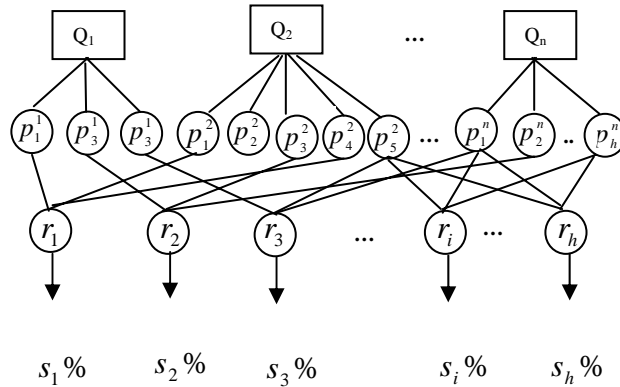 Q₁ Q₂ ... Qₙ
p₁¹ p₃¹ p₃¹ p₁² p₂² p₃² p₄² p₅² ... p₁ⁿ p₂ⁿ .. pₕⁿ
r₁ r₂ r₃ ... rᵢ ... rₕ
s₁% s₂% s₃% sᵢ% sₕ%